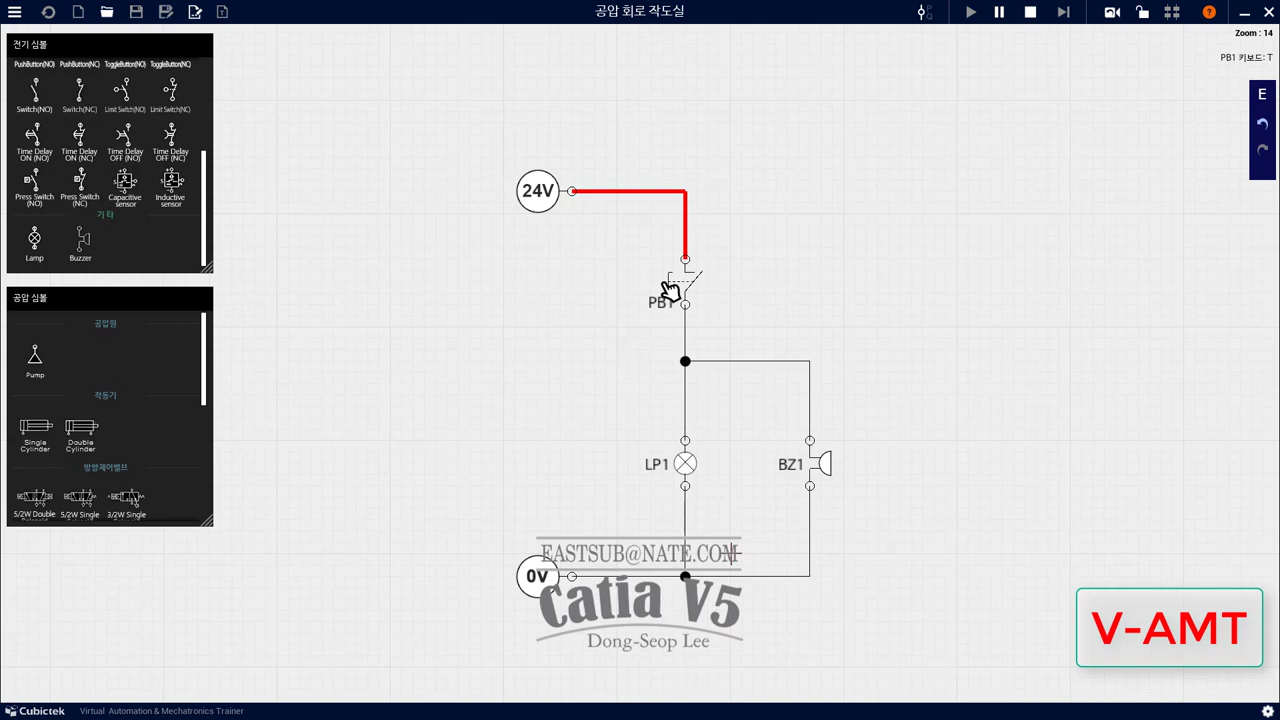 공압 회로 작도실
P
Q
Zoom : 14
PB1 키보드: T
E
전기 심볼
PushButton(NO) PushButton(NC) ToggleButton(NO) ToggleButton(NC)
Switch(NO) Switch(NC) Limit Switch(NO) Limit Switch(NC)
Time Delay ON (NO) Time Delay ON (NC) Time Delay OFF (NO) Time Delay OFF (NC)
Press Switch (NO) Press Switch (NC) Capacitive sensor Inductive sensor
기 타
Lamp Buzzer
공압 심볼
공압원
Pump
작동기
Single Cylinder Double Cylinder
방향제어밸브
5/2W Double 5/2W Single 3/2W Single
24V
PB1
LP1
BZ1
0V
EASTSUB@NATE.COM
Catia V5
Dong-Seop Lee
V-AMT
Cubictek Virtual Automation & Mechatronics Trainer